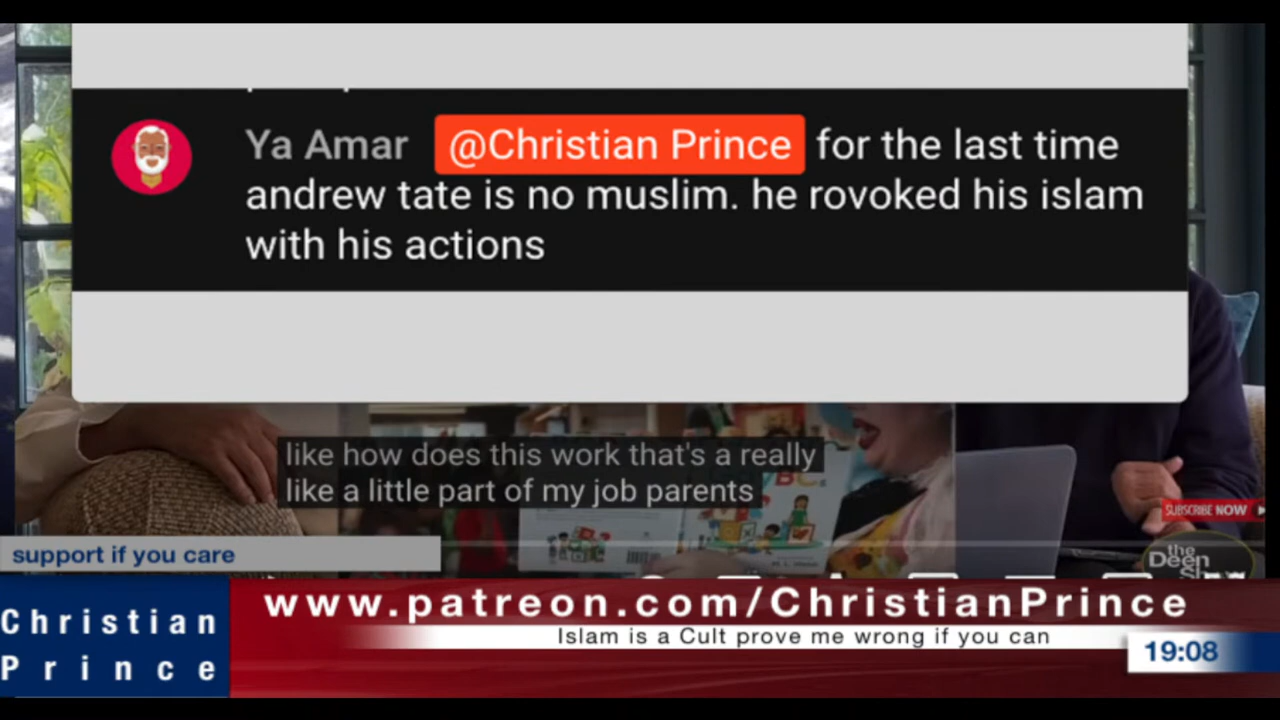 Ya Amar @Christian Prince for the last time
andrew tate is no muslim. he rovoked his islam
with his actions
like how does this work that's a really
like a little part of my job parents
SUBSCRIBE NOW
the
Deen
support if you care
www.patreon.com/ChristianPrince
Christian
Prince
Islam is a Cult prove me wrong if you can
19:08